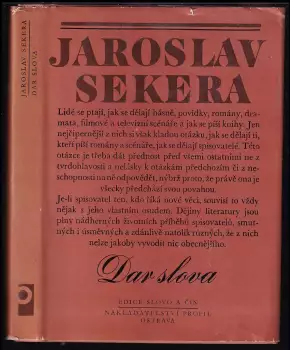 JAROSLAV SEKERA
DAR SLOVA
JAROSLAV
SEKERA
Lidé se ptají, jak se dělají básně, povídky, romány, dra-
mata, filmové a televizní scénáře a jak se píší knihy. Jen
nejčipernější z nich si však kladou otázku, jak se dělají ti,
kteří píší romány a scénáře, jak se dělají spisovatelé. Této
otázce je třeba dát přednost před všemi ostatními ne z
tvrdohlavosti a nelásky k otázkám předchozím či z ne-
schopnosti na ně odpovědět, nýbrž proto, že právě ona je
všecky předchází svou povahou.
Je-li spisovatel ten, kdo říká nové věci, souvisí to vždy
nějak s jeho vlastním osudem. Dějiny literatury jsou
plny nádherných životních příběhů spisovatelů, smut-
ných i úsměvných a zdánlivě natolik různých, že z nich
nelze jakoby vyvodit nic obecnějšího.
Dar slova
EDICE SLOVO A ČIN
NAKLADATELSTVÍ PROFIL
OSTRAVA